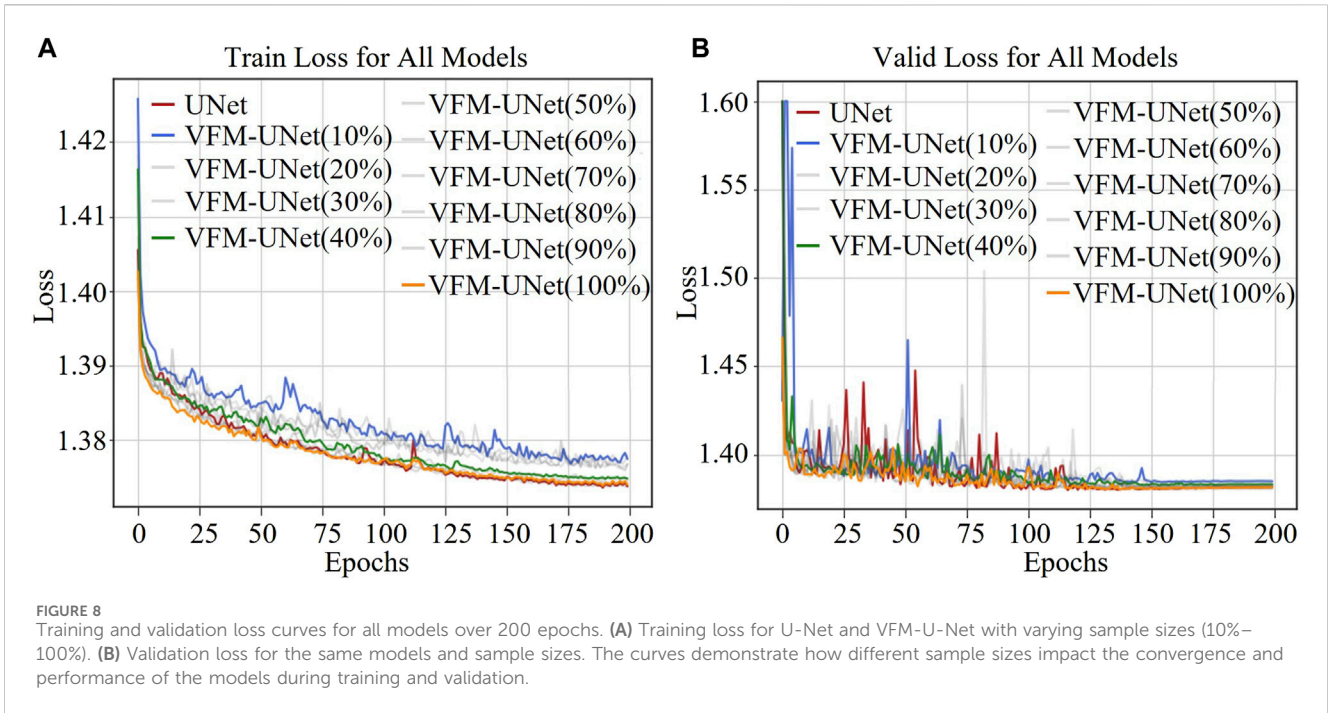 A
Train Loss for All Models
UNet
VFM-UNet(10%)
VFM-UNet(20%)
VFM-UNet(30%)
VFM-UNet(40%)
VFM-UNet(50%)
VFM-UNet(60%)
VFM-UNet(70%)
VFM-UNet(80%)
VFM-UNet(90%)
VFM-UNet(100%)
1.42
1.41
1.40
1.39
1.38
Loss
0 25 50 75 100 125 150 175 200
Epochs
B
Valid Loss for All Models
UNet
VFM-UNet(10%)
VFM-UNet(20%)
VFM-UNet(30%)
VFM-UNet(40%)
VFM-UNet(50%)
VFM-UNet(60%)
VFM-UNet(70%)
VFM-UNet(80%)
VFM-UNet(90%)
VFM-UNet(100%)
1.60
1.55
1.50
1.45
1.40
Loss
0 25 50 75 100 125 150 175 200
Epochs
FIGURE 8
Training and validation loss curves for all models over 200 epochs. (A) Training loss for U-Net and VFM-U-Net with varying sample sizes (10%–
100%). (B) Validation loss for the same models and sample sizes. The curves demonstrate how different sample sizes impact the convergence and
performance of the models during training and validation.